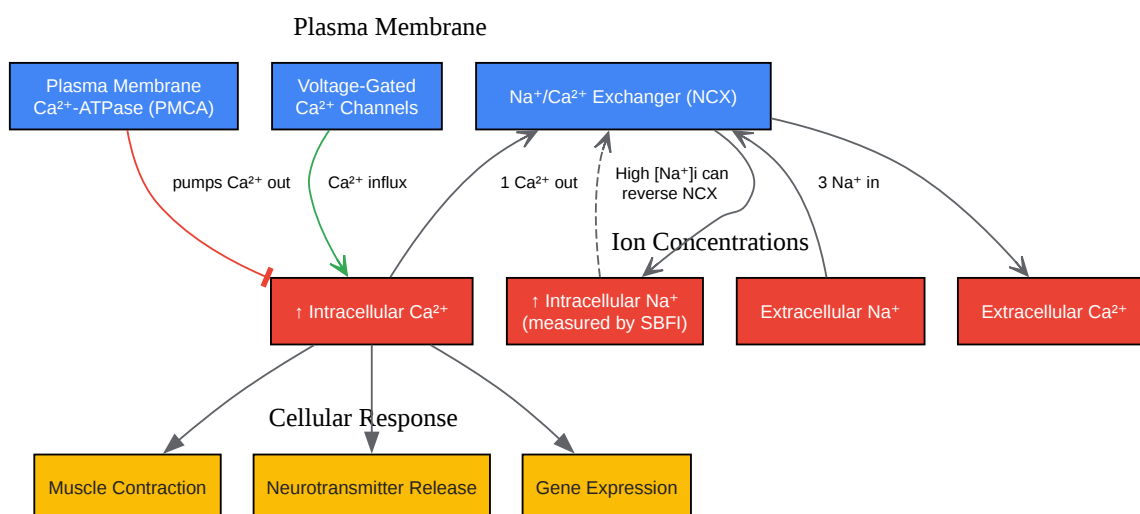 Plasma Membrane
Plasma Membrane
Ca²⁺-ATPase (PMCA)
Voltage-Gated
Ca²⁺ Channels
Na⁺/Ca²⁺ Exchanger (NCX)
pumps Ca²⁺ out
Ca²⁺ influx
1 Ca²⁺ out
High [Na⁺]i can
reverse NCX
3 Na⁺ in
Ion Concentrations
↑ Intracellular Ca²⁺
↑ Intracellular Na⁺
(measured by SBFI)
Extracellular Na⁺
Extracellular Ca²⁺
Cellular Response
Muscle Contraction
Neurotransmitter Release
Gene Expression